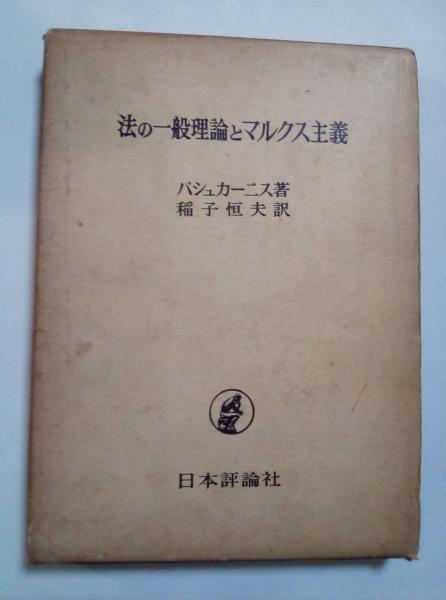 法の一般理論とマルクス主義
パシュカーニス著
稲子恒夫訳
日本評論社